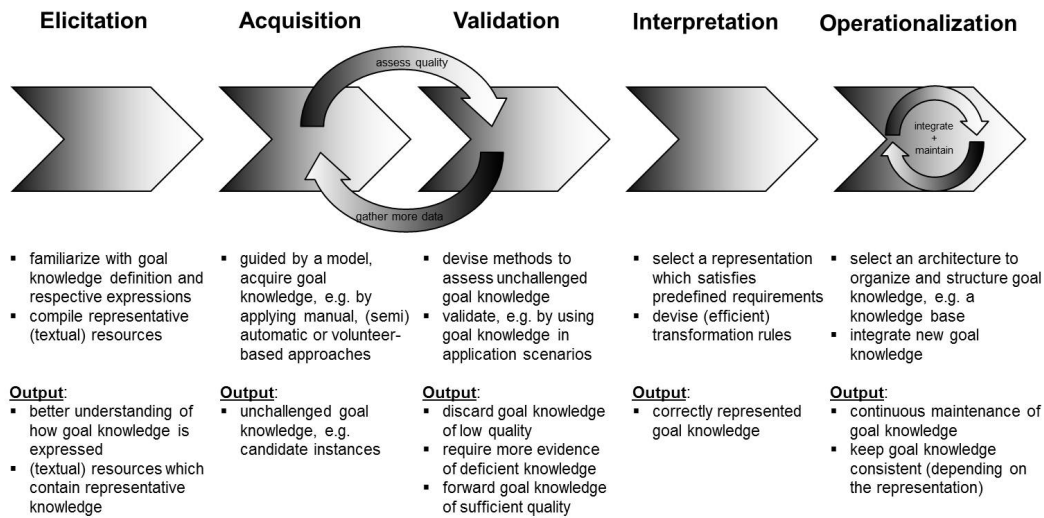 Elicitation
Acquisition
Validation
Interpretation
Operationalization
assess quality
gather more data
integrate
+
maintain
▪ familiarize with goal
knowledge definition and
respective expressions
▪ compile representative
(textual) resources
Output:
▪ better understanding of
how goal knowledge is
expressed
▪ (textual) resources which
contain representative
knowledge
▪ guided by a model,
acquire goal
knowledge, e.g. by
applying manual, (semi)
automatic or volunteer-
based approaches
Output:
▪ unchallenged goal
knowledge, e.g.
candidate instances
▪ devise methods to
assess unchallenged
goal knowledge
▪ validate, e.g. by using
goal knowledge in
application scenarios
Output:
▪ discard goal knowledge
of low quality
▪ require more evidence
of deficient knowledge
▪ forward goal knowledge
of sufficient quality
▪ select a representation
which satisfies
predefined requirements
▪ devise (efficient)
transformation rules
Output:
▪ correctly represented
goal knowledge
▪ select an architecture to
organize and structure goal
knowledge, e.g. a
knowledge base
▪ integrate new goal
knowledge
Output:
▪ continuous maintenance of
goal knowledge
▪ keep goal knowledge
consistent (depending on
the representation)